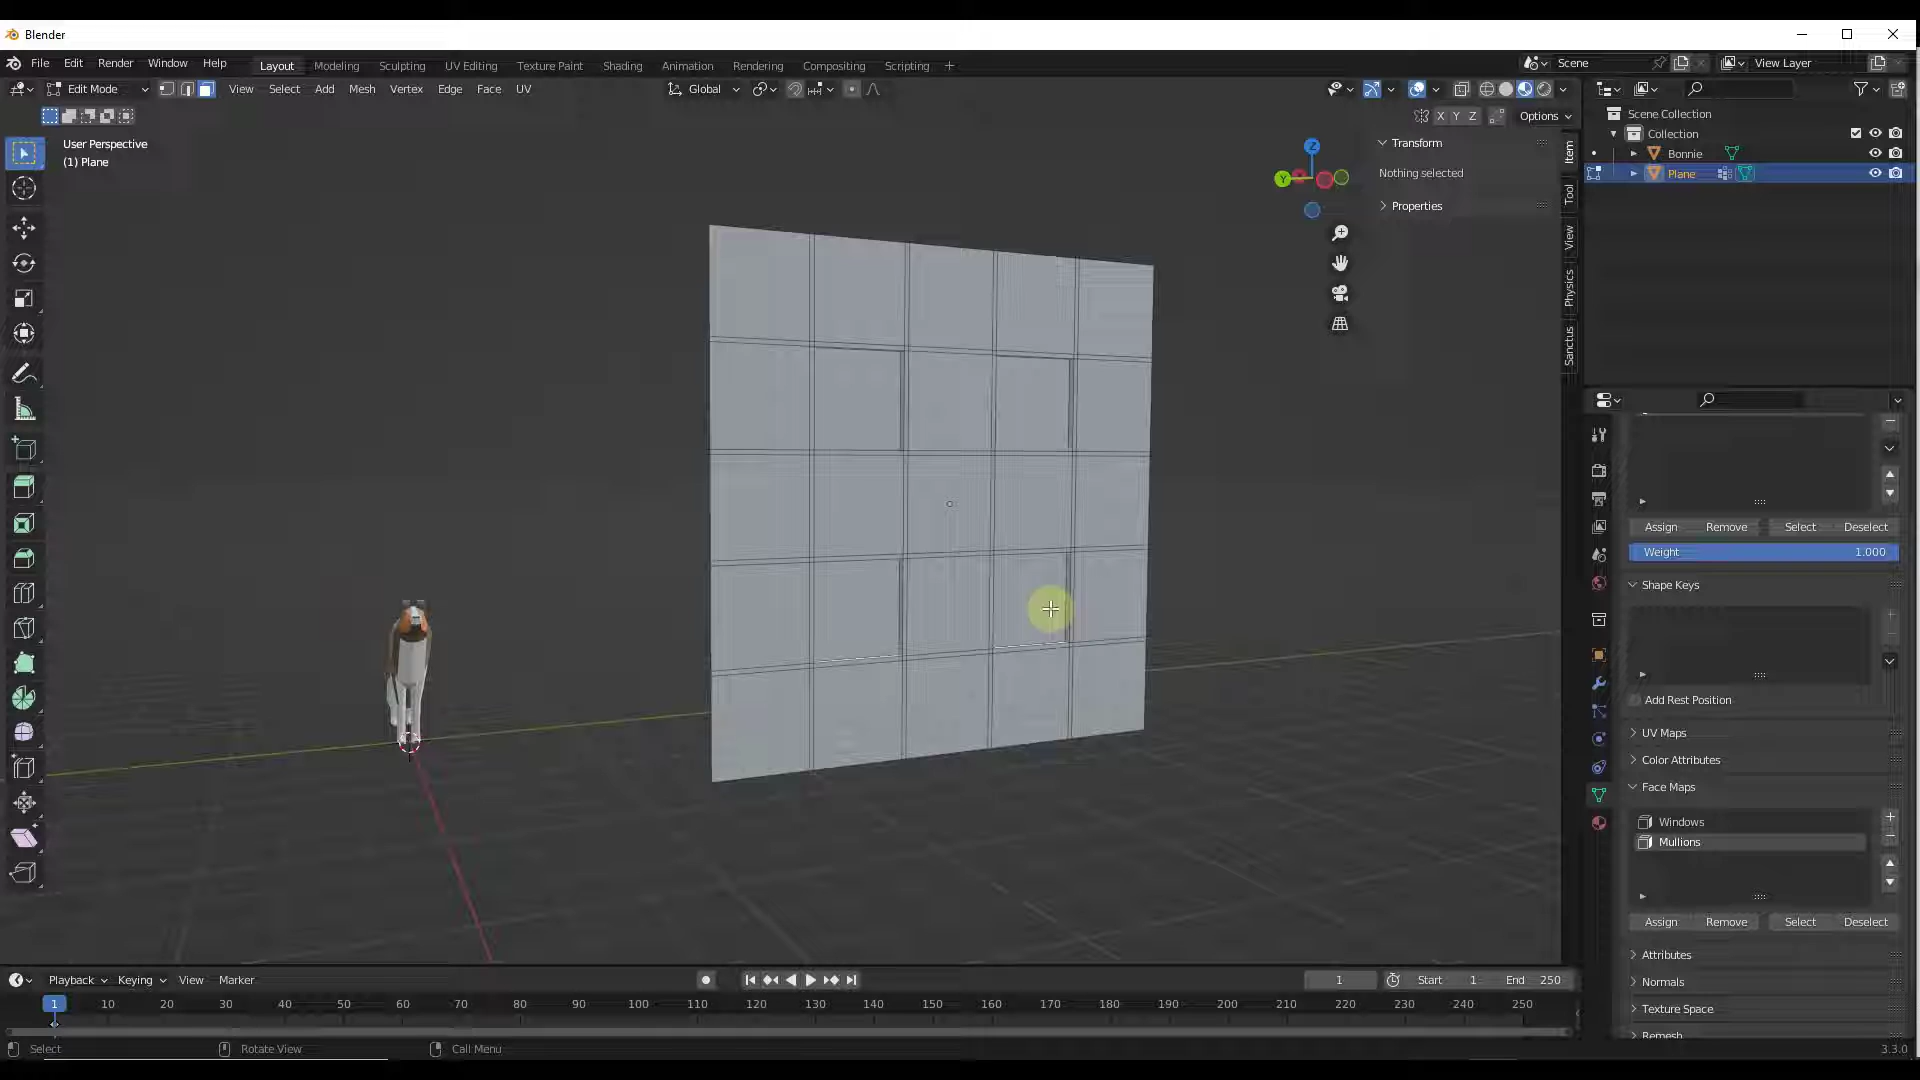 Blender
File Edit Render Window Help Layout Modeling Sculpting UV Editing Texture Paint Shading Animation Rendering Compositing Scripting + Scene View Layer
Edit Mode View Select Add Mesh Vertex Edge Face UV Global
X Y Z Options
User Perspective
(1) Plane
Z
Y
Transform
Nothing selected
Properties
Item
Tool
View
Physics
Sanctus
Scene Collection
Collection
Bonnie
Plane
Assign Remove Select Deselect
Weight 1.000
Shape Keys
Add Rest Position
UV Maps
Color Attributes
Face Maps
Windows
Mullions
Assign Remove Select Deselect
Attributes
Normals
Texture Space
Remesh
Playback Keying View Marker 1 Start 1 End 250
1 10 20 30 40 50 60 70 80 90 100 110 120 130 140 150 160 170 180 190 200 210 220 230 240 250
Select Rotate View Call Menu 3.3.0